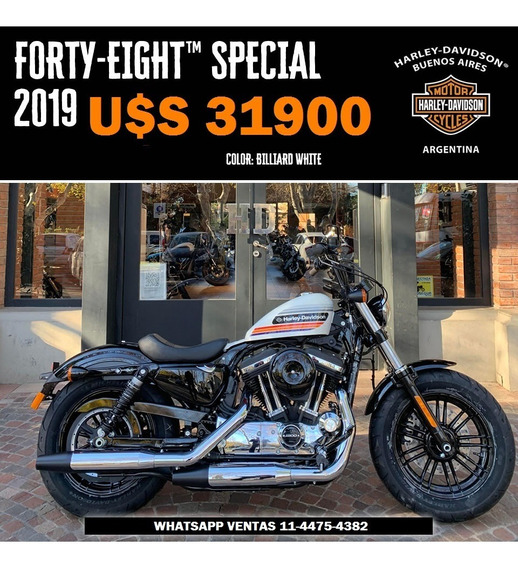 FORTY-EIGHT™ SPECIAL
2019 U$S 31900
COLOR: BILLIARD WHITE
HARLEY-DAVIDSON®
BUENOS AIRES
MOTOR
HARLEY-DAVIDSON
CYCLES
ARGENTINA
HD
Harley-Davidson
WHATSAPP VENTAS 11-4475-4382